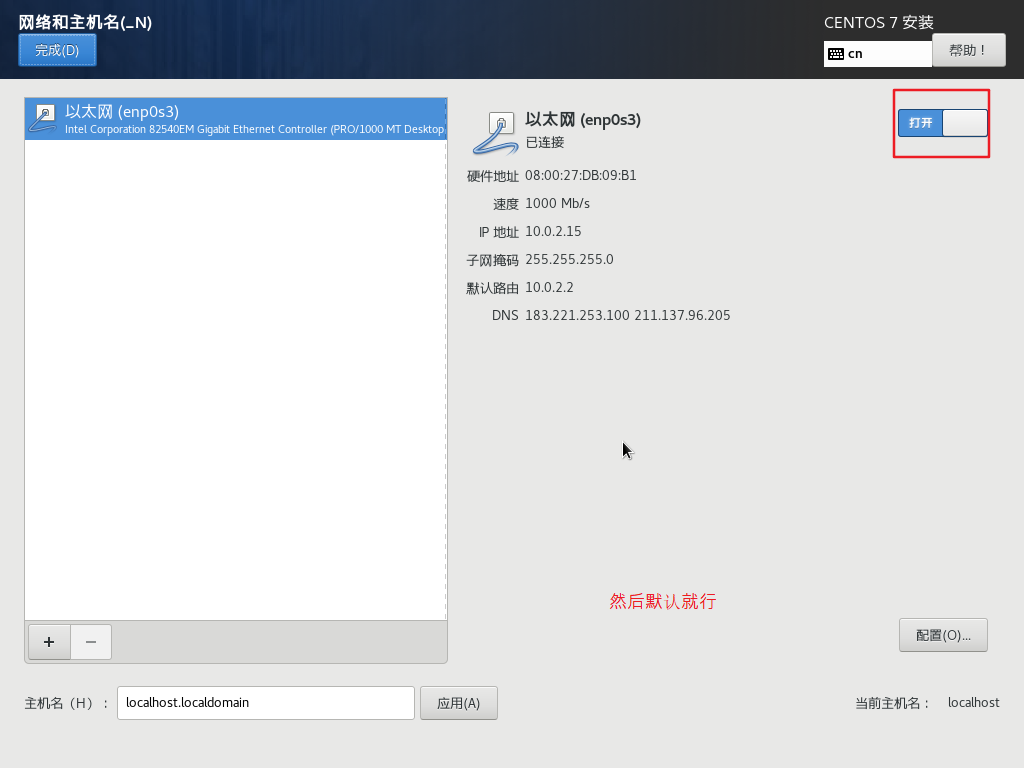 网络和主机名(_N)
完成(D)
CENTOS 7 安装
cn
帮助！
以太网 (enp0s3)
Intel Corporation 82540EM Gigabit Ethernet Controller (PRO/1000 MT Desktop
以太网 (enp0s3)
已连接
打开
硬件地址 08:00:27:DB:09:B1
速度 1000 Mb/s
IP 地址 10.0.2.15
子网掩码 255.255.255.0
默认路由 10.0.2.2
DNS 183.221.253.100 211.137.96.205
然后默认就行
+ −
配置(O)...
主机名（H）： localhost.localdomain 应用(A)
当前主机名： localhost